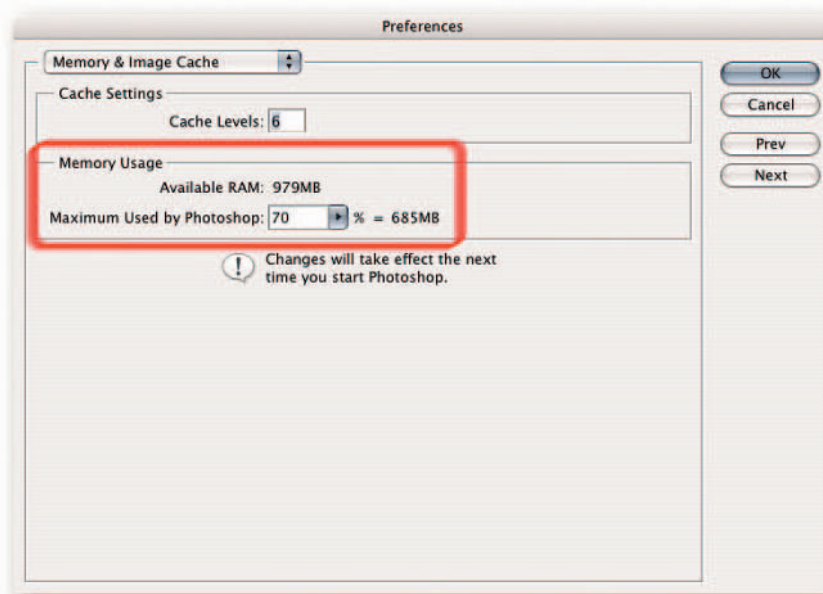 Preferences
Memory & Image Cache
Cache Settings
Cache Levels: 6
Memory Usage
Available RAM: 979MB
Maximum Used by Photoshop: 70 % = 685MB
! Changes will take effect the next
time you start Photoshop.
OK
Cancel
Prev
Next